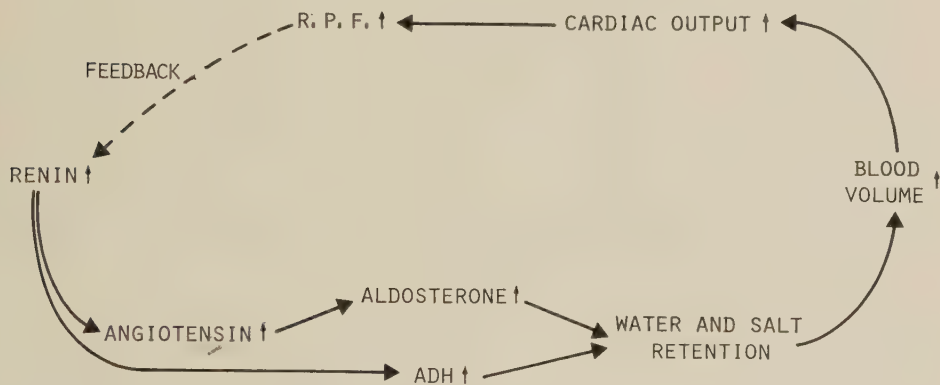 R. P. F. ↑
CARDIAC OUTPUT ↑
FEEDBACK
RENIN ↑
BLOOD
VOLUME ↑
ALDOSTERONE ↑
ANGIOTENSIN ↑
WATER AND SALT
RETENTION
ADH ↑